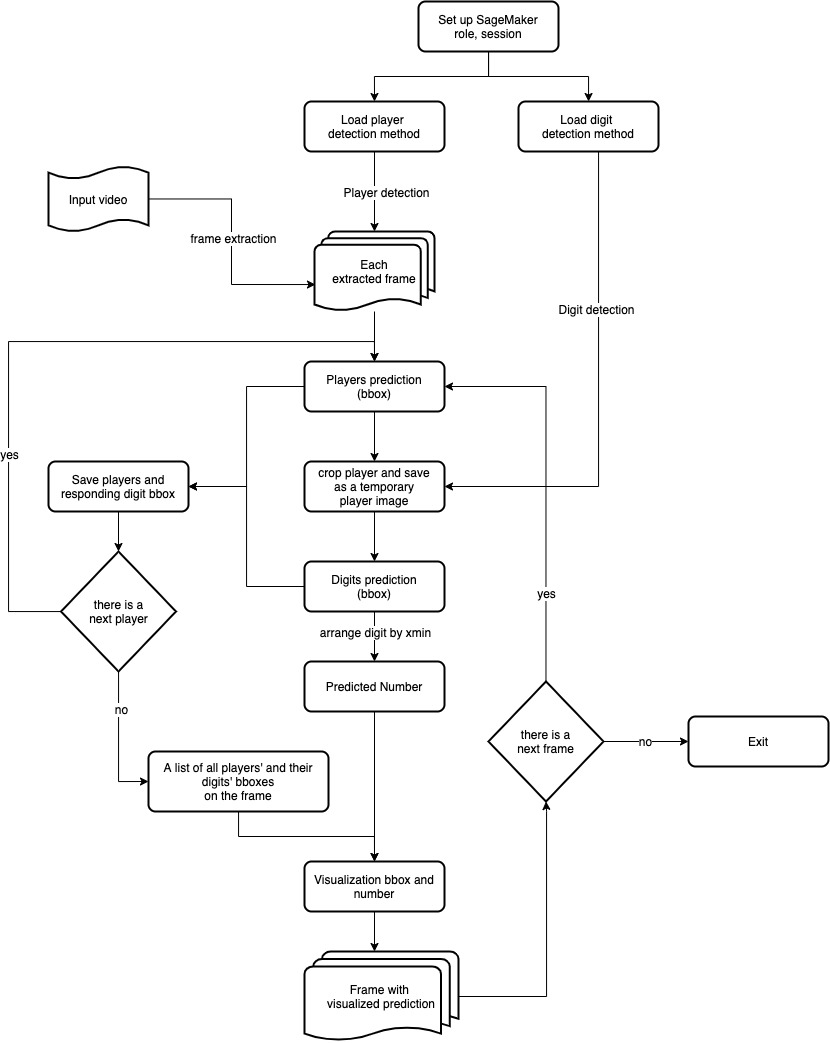 Set up SageMaker
role, session
Load player
detection method
Load digit
detection method
Input video
Player detection
frame extraction
Each
extracted frame
Digit detection
Players prediction
(bbox)
yes
Save players and
responding digit bbox
crop player and save
as a temporary
player image
Digits prediction
(bbox)
there is a
next player
yes
arrange digit by xmin
Predicted Number
no
there is a
next frame
no
Exit
A list of all players' and their
digits' bboxes
on the frame
Visualization bbox and
number
Frame with
visualized prediction